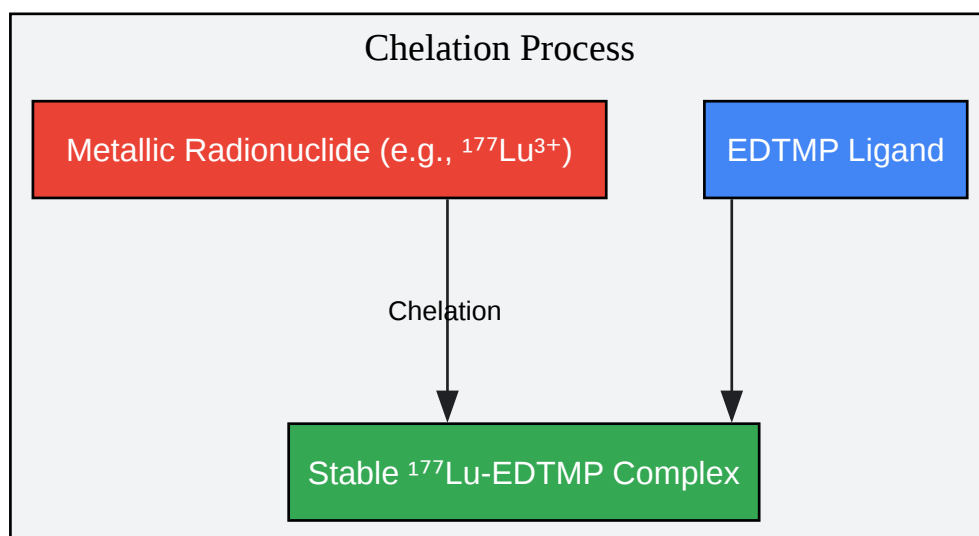 Chelation Process
Metallic Radionuclide (e.g., ¹⁷⁷Lu³⁺)
EDTMP Ligand
Chelation
Stable ¹⁷⁷Lu-EDTMP Complex